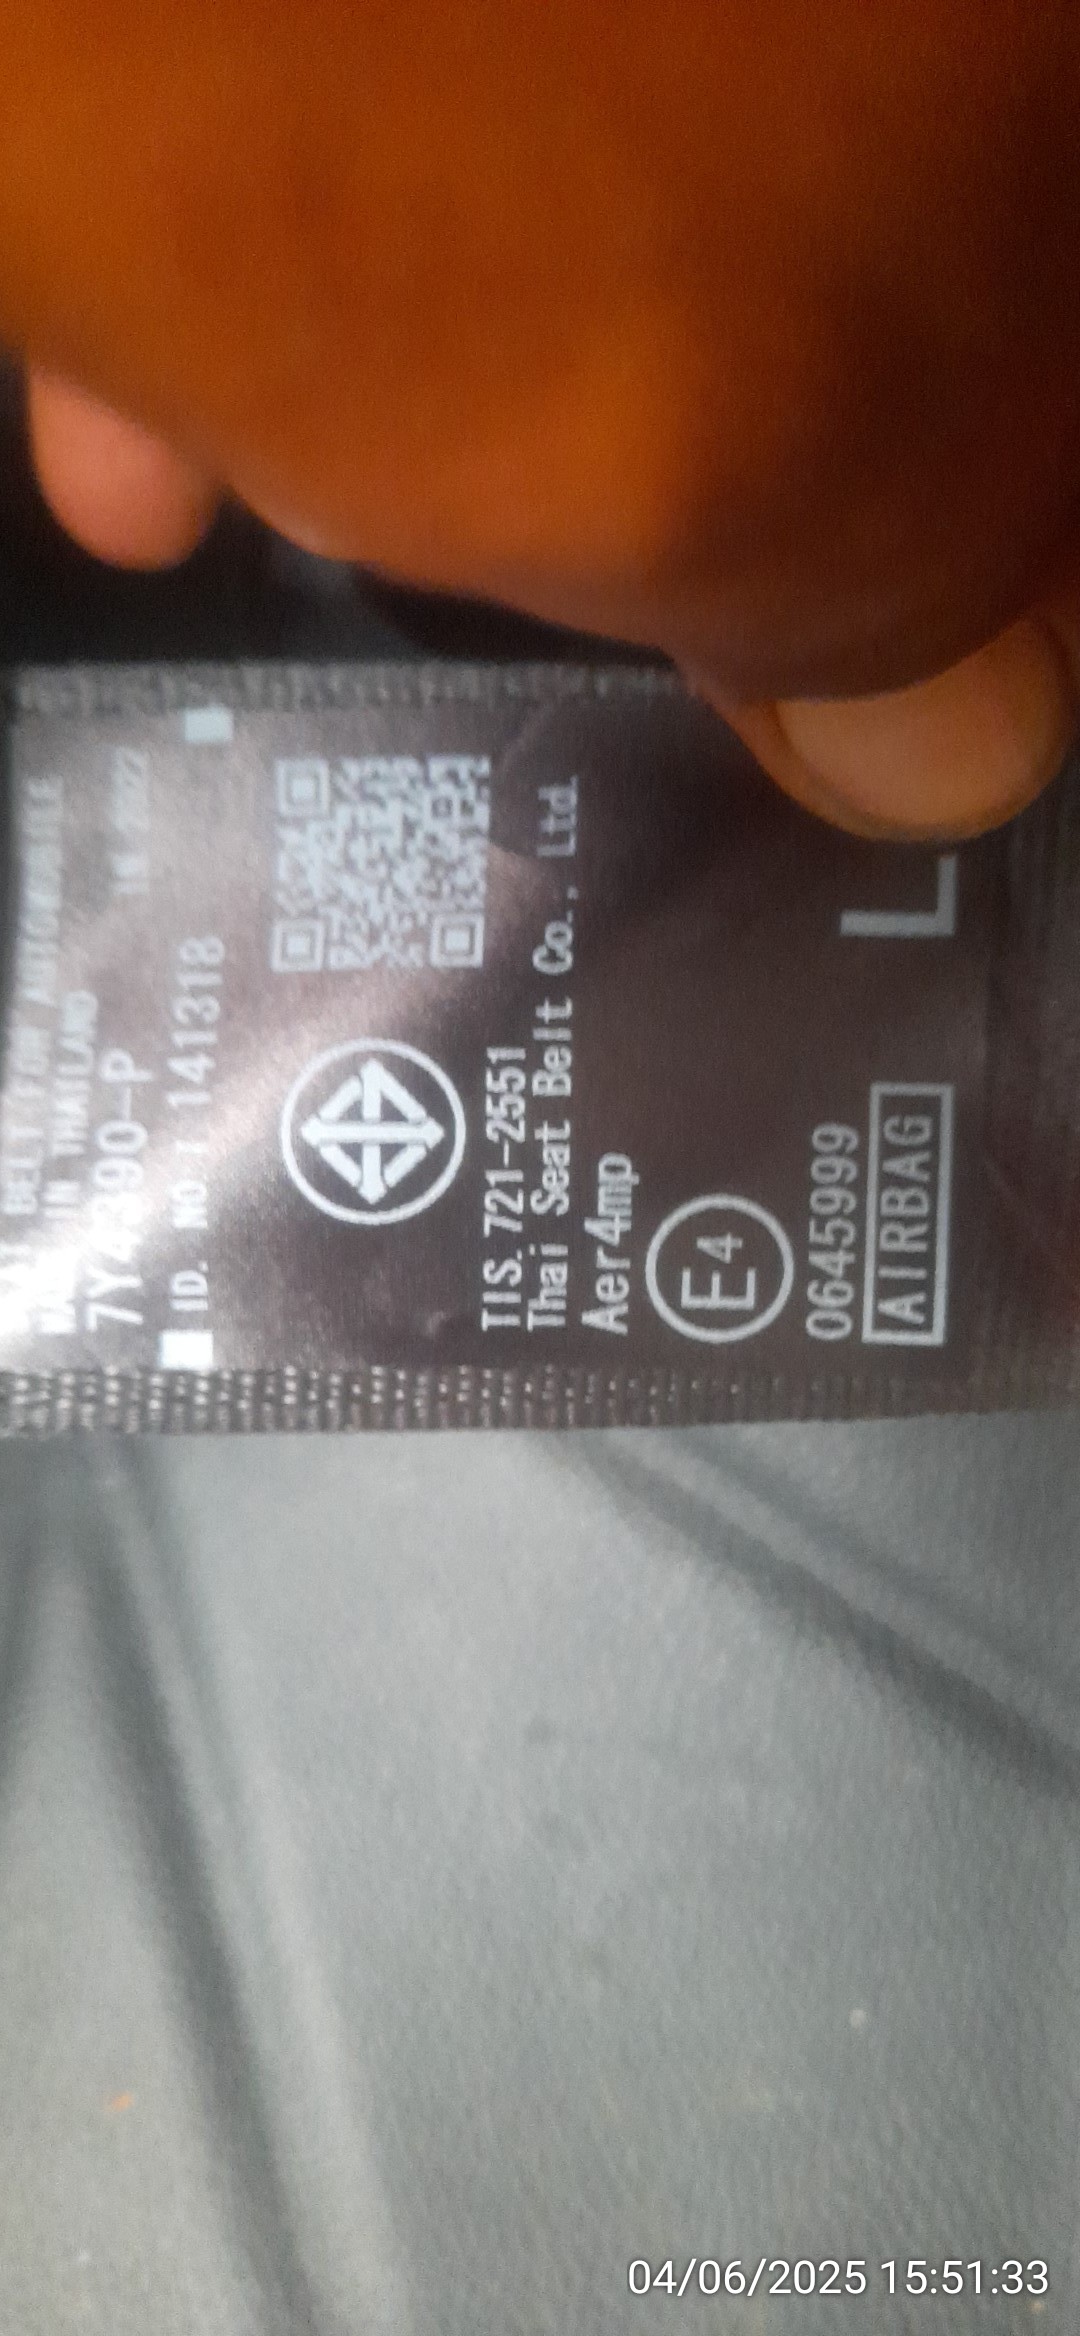 BELT FOR AUTOMOBILE
IN THAILAND
ID. NO. 1 141318
TIS. 721-2551
Thai Seat Belt Co., Ltd.
Aer4mp
E4
0645999
AIRBAG
L
04/06/2025 15:51:33